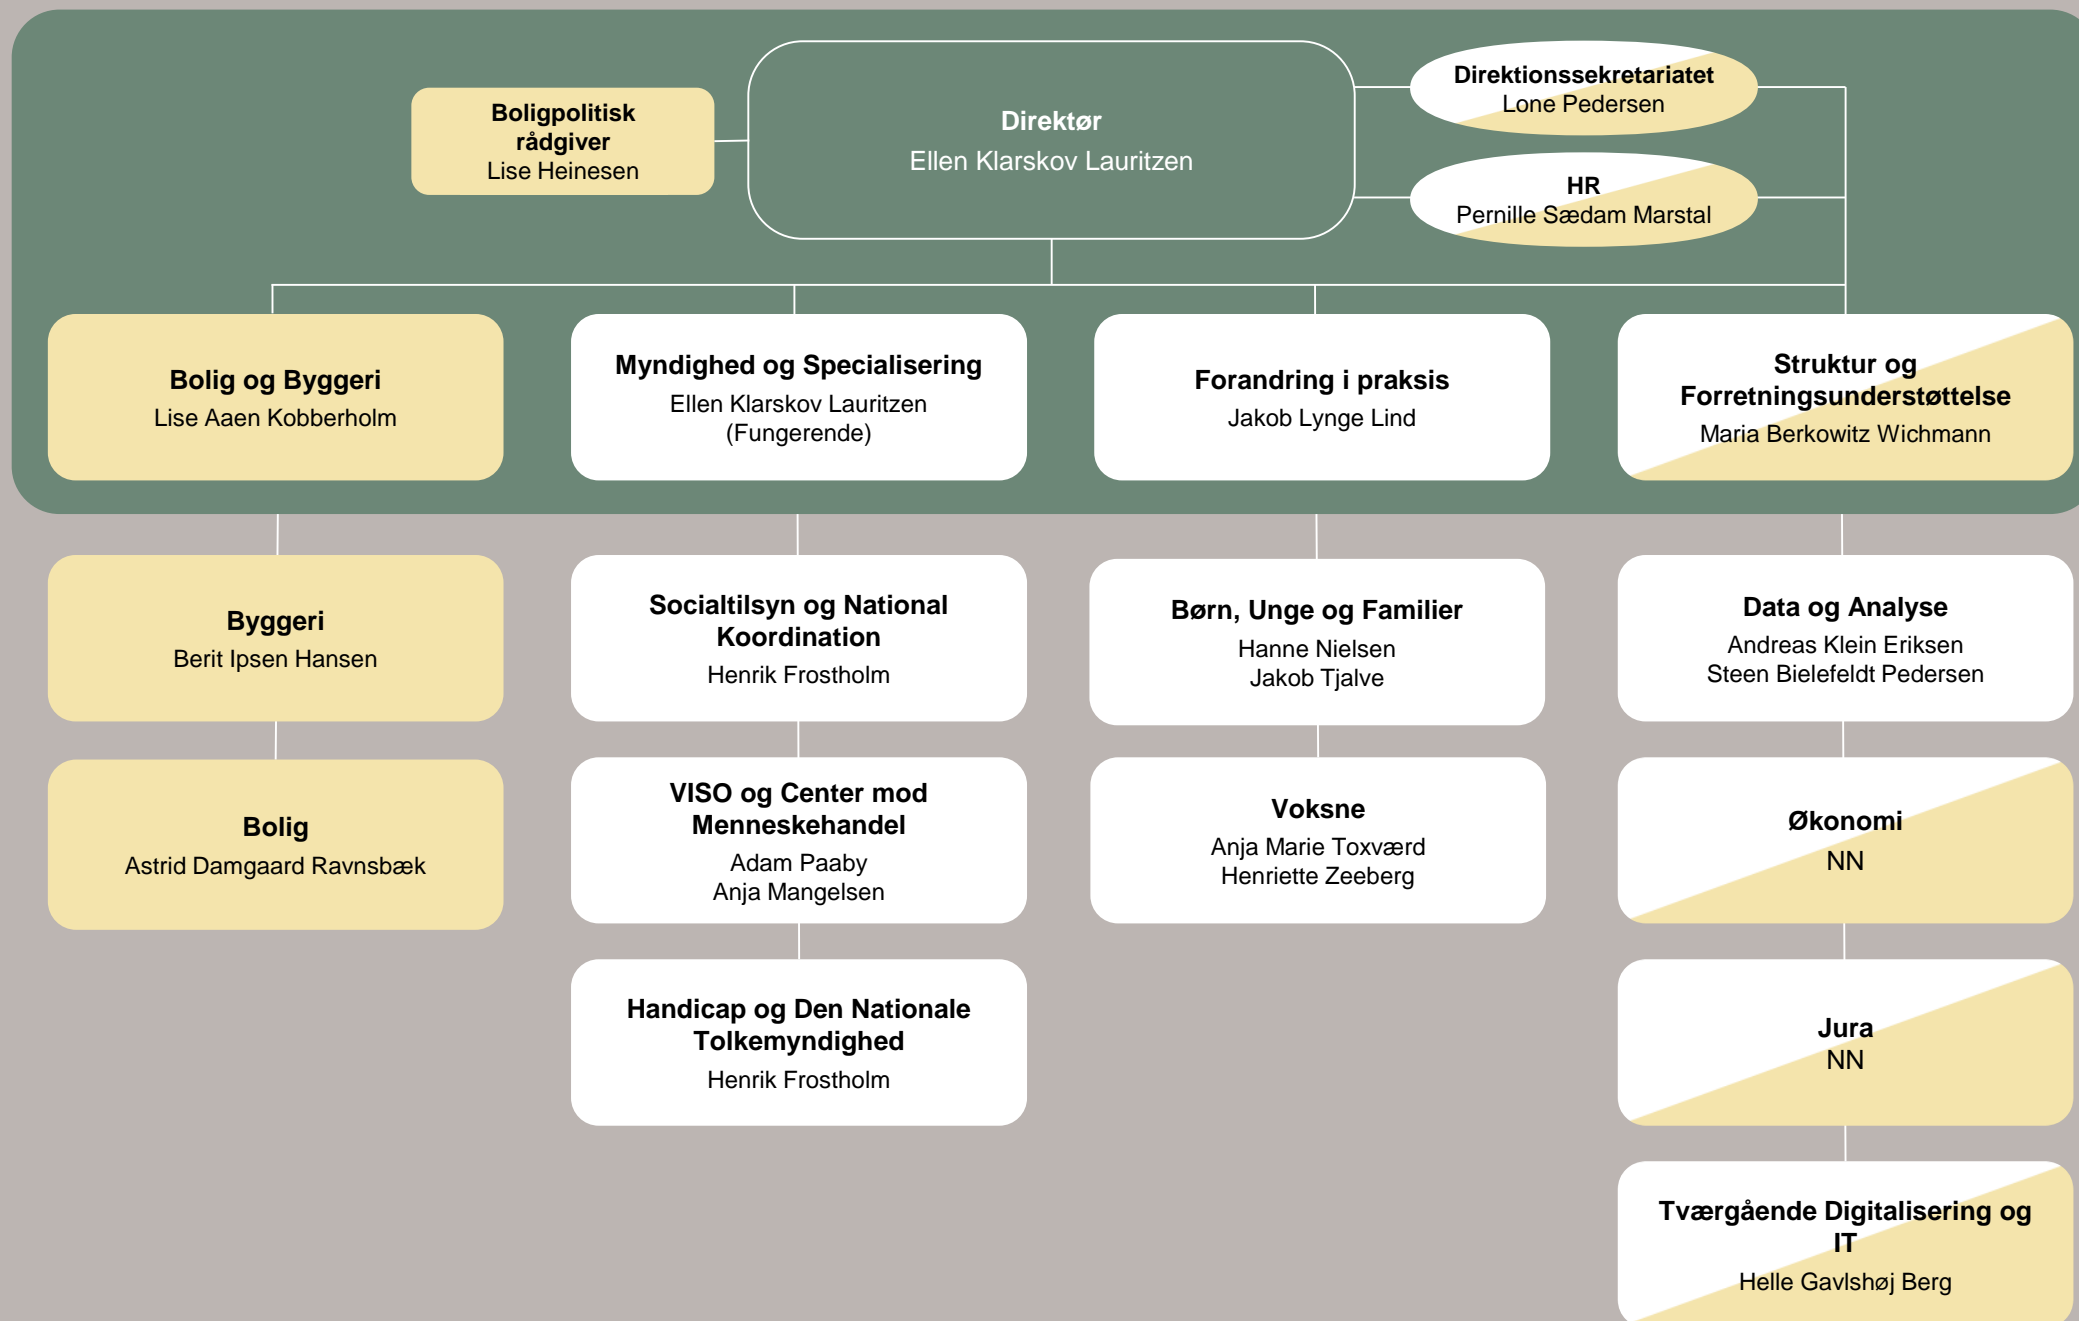 Boligpolitisk
rådgiver
Lise Heinesen
Direktør
Ellen Klarskov Lauritzen
Direktionssekretariatet
Lone Pedersen
HR
Pernille Sædam Marstal
Bolig og Byggeri
Lise Aaen Kobberholm
Myndighed og Specialisering
Ellen Klarskov Lauritzen
(Fungerende)
Forandring i praksis
Jakob Lynge Lind
Struktur og
Forretningsunderstøttelse
Maria Berkowitz Wichmann
Byggeri
Berit Ipsen Hansen
Socialtilsyn og National
Koordination
Henrik Frostholm
Børn, Unge og Familier
Hanne Nielsen
Jakob Tjalve
Data og Analyse
Andreas Klein Eriksen
Steen Bielefeldt Pedersen
Bolig
Astrid Damgaard Ravnsbæk
VISO og Center mod
Menneskehandel
Adam Paaby
Anja Mangelsen
Voksne
Anja Marie Toxværd
Henriette Zeeberg
Økonomi
NN
Handicap og Den Nationale
Tolkemyndighed
Henrik Frostholm
Jura
NN
Tværgående Digitalisering og
IT
Helle Gavlshøj Berg